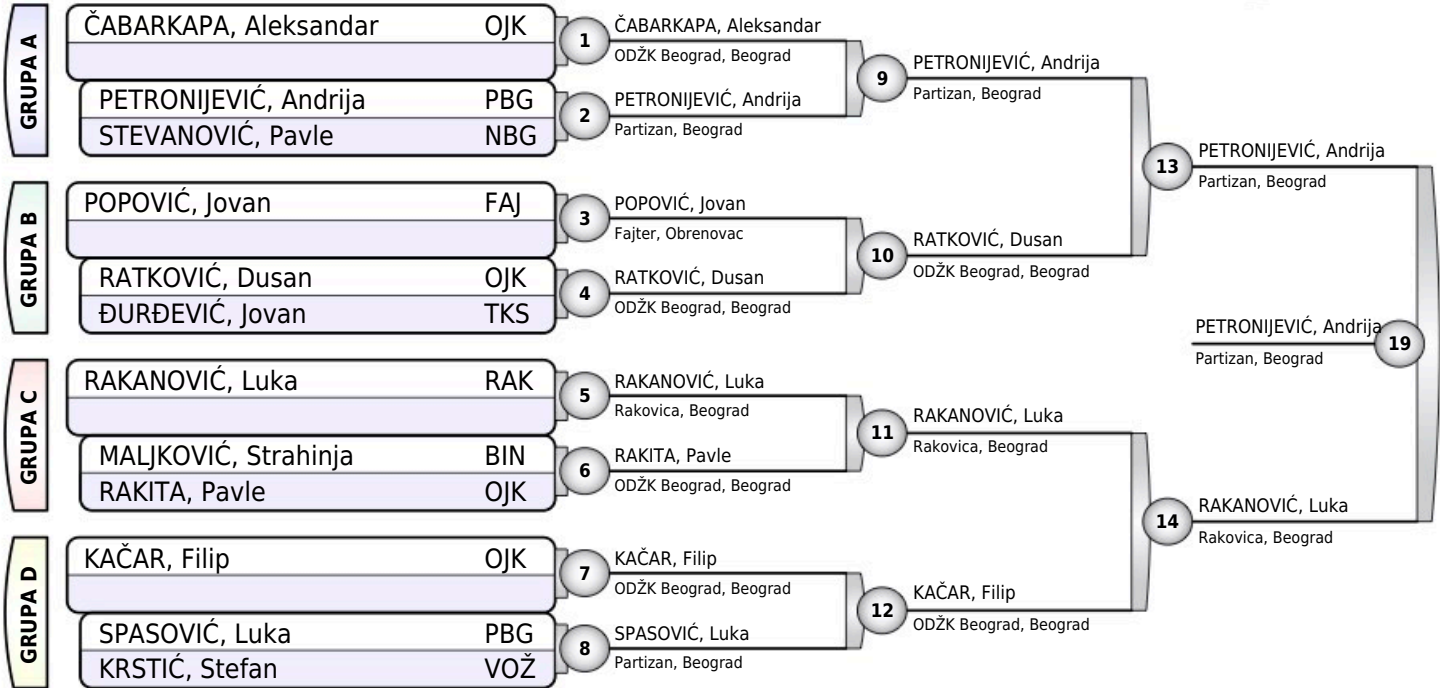 GRUPA A
ČABARKAPA, Aleksandar OJK
PETRONIJEVIĆ, Andrija PBG
STEVANOVIĆ, Pavle NBG
GRUPA B
POPOVIĆ, Jovan FAJ
RATKOVIĆ, Dusan OJK
ĐURĐEVIĆ, Jovan TKS
GRUPA C
RAKANOVIĆ, Luka RAK
MALJKOVIĆ, Strahinja BIN
RAKITA, Pavle OJK
GRUPA D
KAČAR, Filip OJK
SPASOVIĆ, Luka PBG
KRSTIĆ, Stefan VOŽ
1
ČABARKAPA, Aleksandar
ODŽK Beograd, Beograd
2
PETRONIJEVIĆ, Andrija
Partizan, Beograd
3
POPOVIĆ, Jovan
Fajter, Obrenovac
4
RATKOVIĆ, Dusan
ODŽK Beograd, Beograd
5
RAKANOVIĆ, Luka
Rakovica, Beograd
6
RAKITA, Pavle
ODŽK Beograd, Beograd
7
KAČAR, Filip
ODŽK Beograd, Beograd
8
SPASOVIĆ, Luka
Partizan, Beograd
9
PETRONIJEVIĆ, Andrija
Partizan, Beograd
10
RATKOVIĆ, Dusan
ODŽK Beograd, Beograd
11
RAKANOVIĆ, Luka
Rakovica, Beograd
12
KAČAR, Filip
ODŽK Beograd, Beograd
13
PETRONIJEVIĆ, Andrija
Partizan, Beograd
14
RAKANOVIĆ, Luka
Rakovica, Beograd
PETRONIJEVIĆ, Andrija
Partizan, Beograd
19